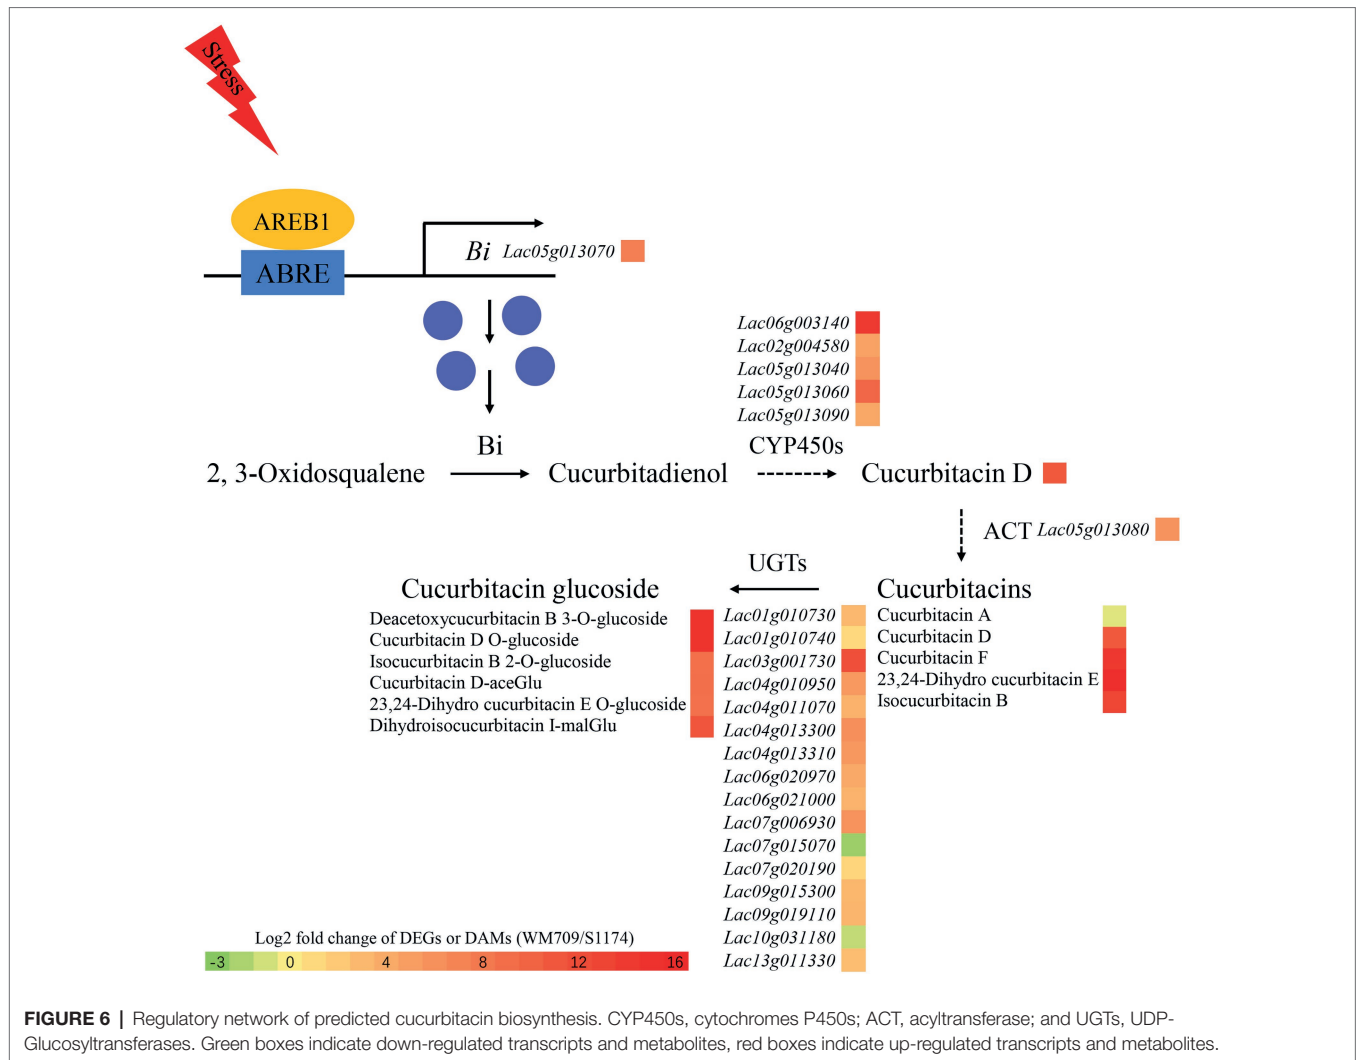 Stress
AREB1
ABRE
Bi Lac05g013070
Lac06g003140
Lac02g004580
Lac05g013040
Lac05g013060
Lac05g013090
Bi
CYP450s
2, 3-Oxidosqualene
Cucurbitadienol
Cucurbitacin D
ACT Lac05g013080
UGTs
Cucurbitacin glucoside
Deacetoxycucurbitacin B 3-O-glucoside
Cucurbitacin D O-glucoside
Isocucurbitacin B 2-O-glucoside
Cucurbitacin D-aceGlu
23,24-Dihydro cucurbitacin E O-glucoside
Dihydroisocucurbitacin I-malGlu
Lac01g010730
Lac01g010740
Lac03g001730
Lac04g010950
Lac04g011070
Lac04g013300
Lac04g013310
Lac06g020970
Lac06g021000
Lac07g006930
Lac07g015070
Lac07g020190
Lac09g015300
Lac09g019110
Lac10g031180
Lac13g011330
Cucurbitacins
Cucurbitacin A
Cucurbitacin D
Cucurbitacin F
23,24-Dihydro cucurbitacin E
Isocucurbitacin B
Log2 fold change of DEGs or DAMs (WM709/S1174)
-3 0 4 8 12 16
FIGURE 6 | Regulatory network of predicted cucurbitacin biosynthesis. CYP450s, cytochromes P450s; ACT, acyltransferase; and UGTs, UDP-
Glucosyltransferases. Green boxes indicate down-regulated transcripts and metabolites, red boxes indicate up-regulated transcripts and metabolites.